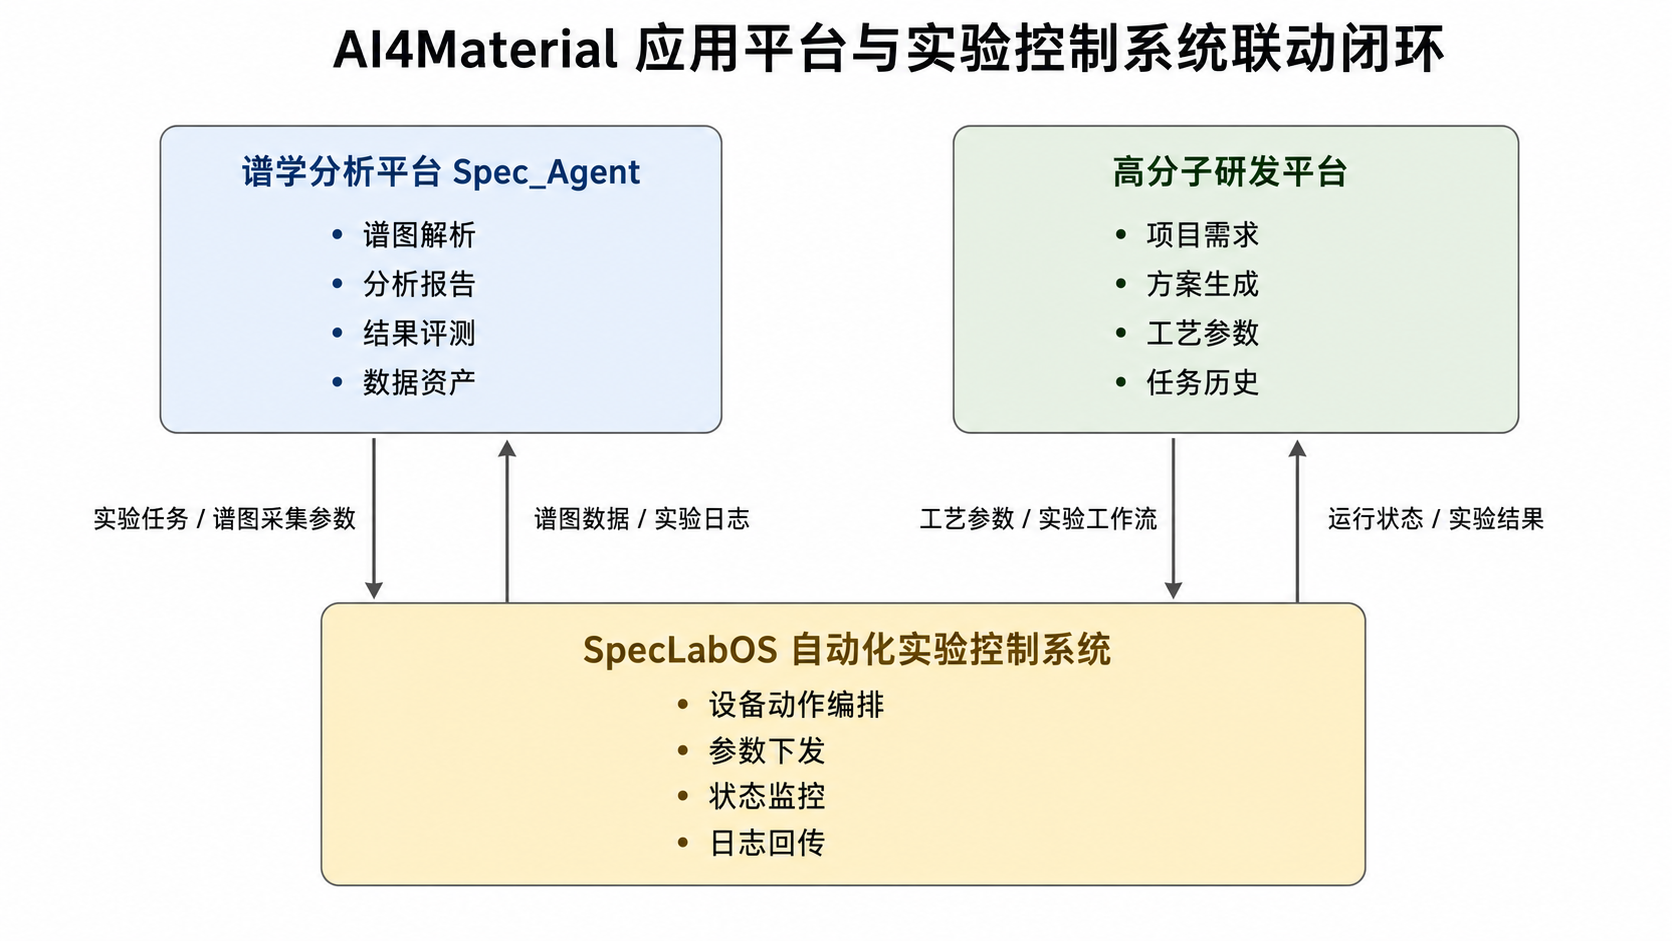 AI4Material 应用平台与实验控制系统联动闭环
谱学分析平台 Spec_Agent
• 谱图解析
• 分析报告
• 结果评测
• 数据资产
高分子研发平台
• 项目需求
• 方案生成
• 工艺参数
• 任务历史
实验任务 / 谱图采集参数
谱图数据 / 实验日志
工艺参数 / 实验工作流
运行状态 / 实验结果
SpecLabOS 自动化实验控制系统
• 设备动作编排
• 参数下发
• 状态监控
• 日志回传